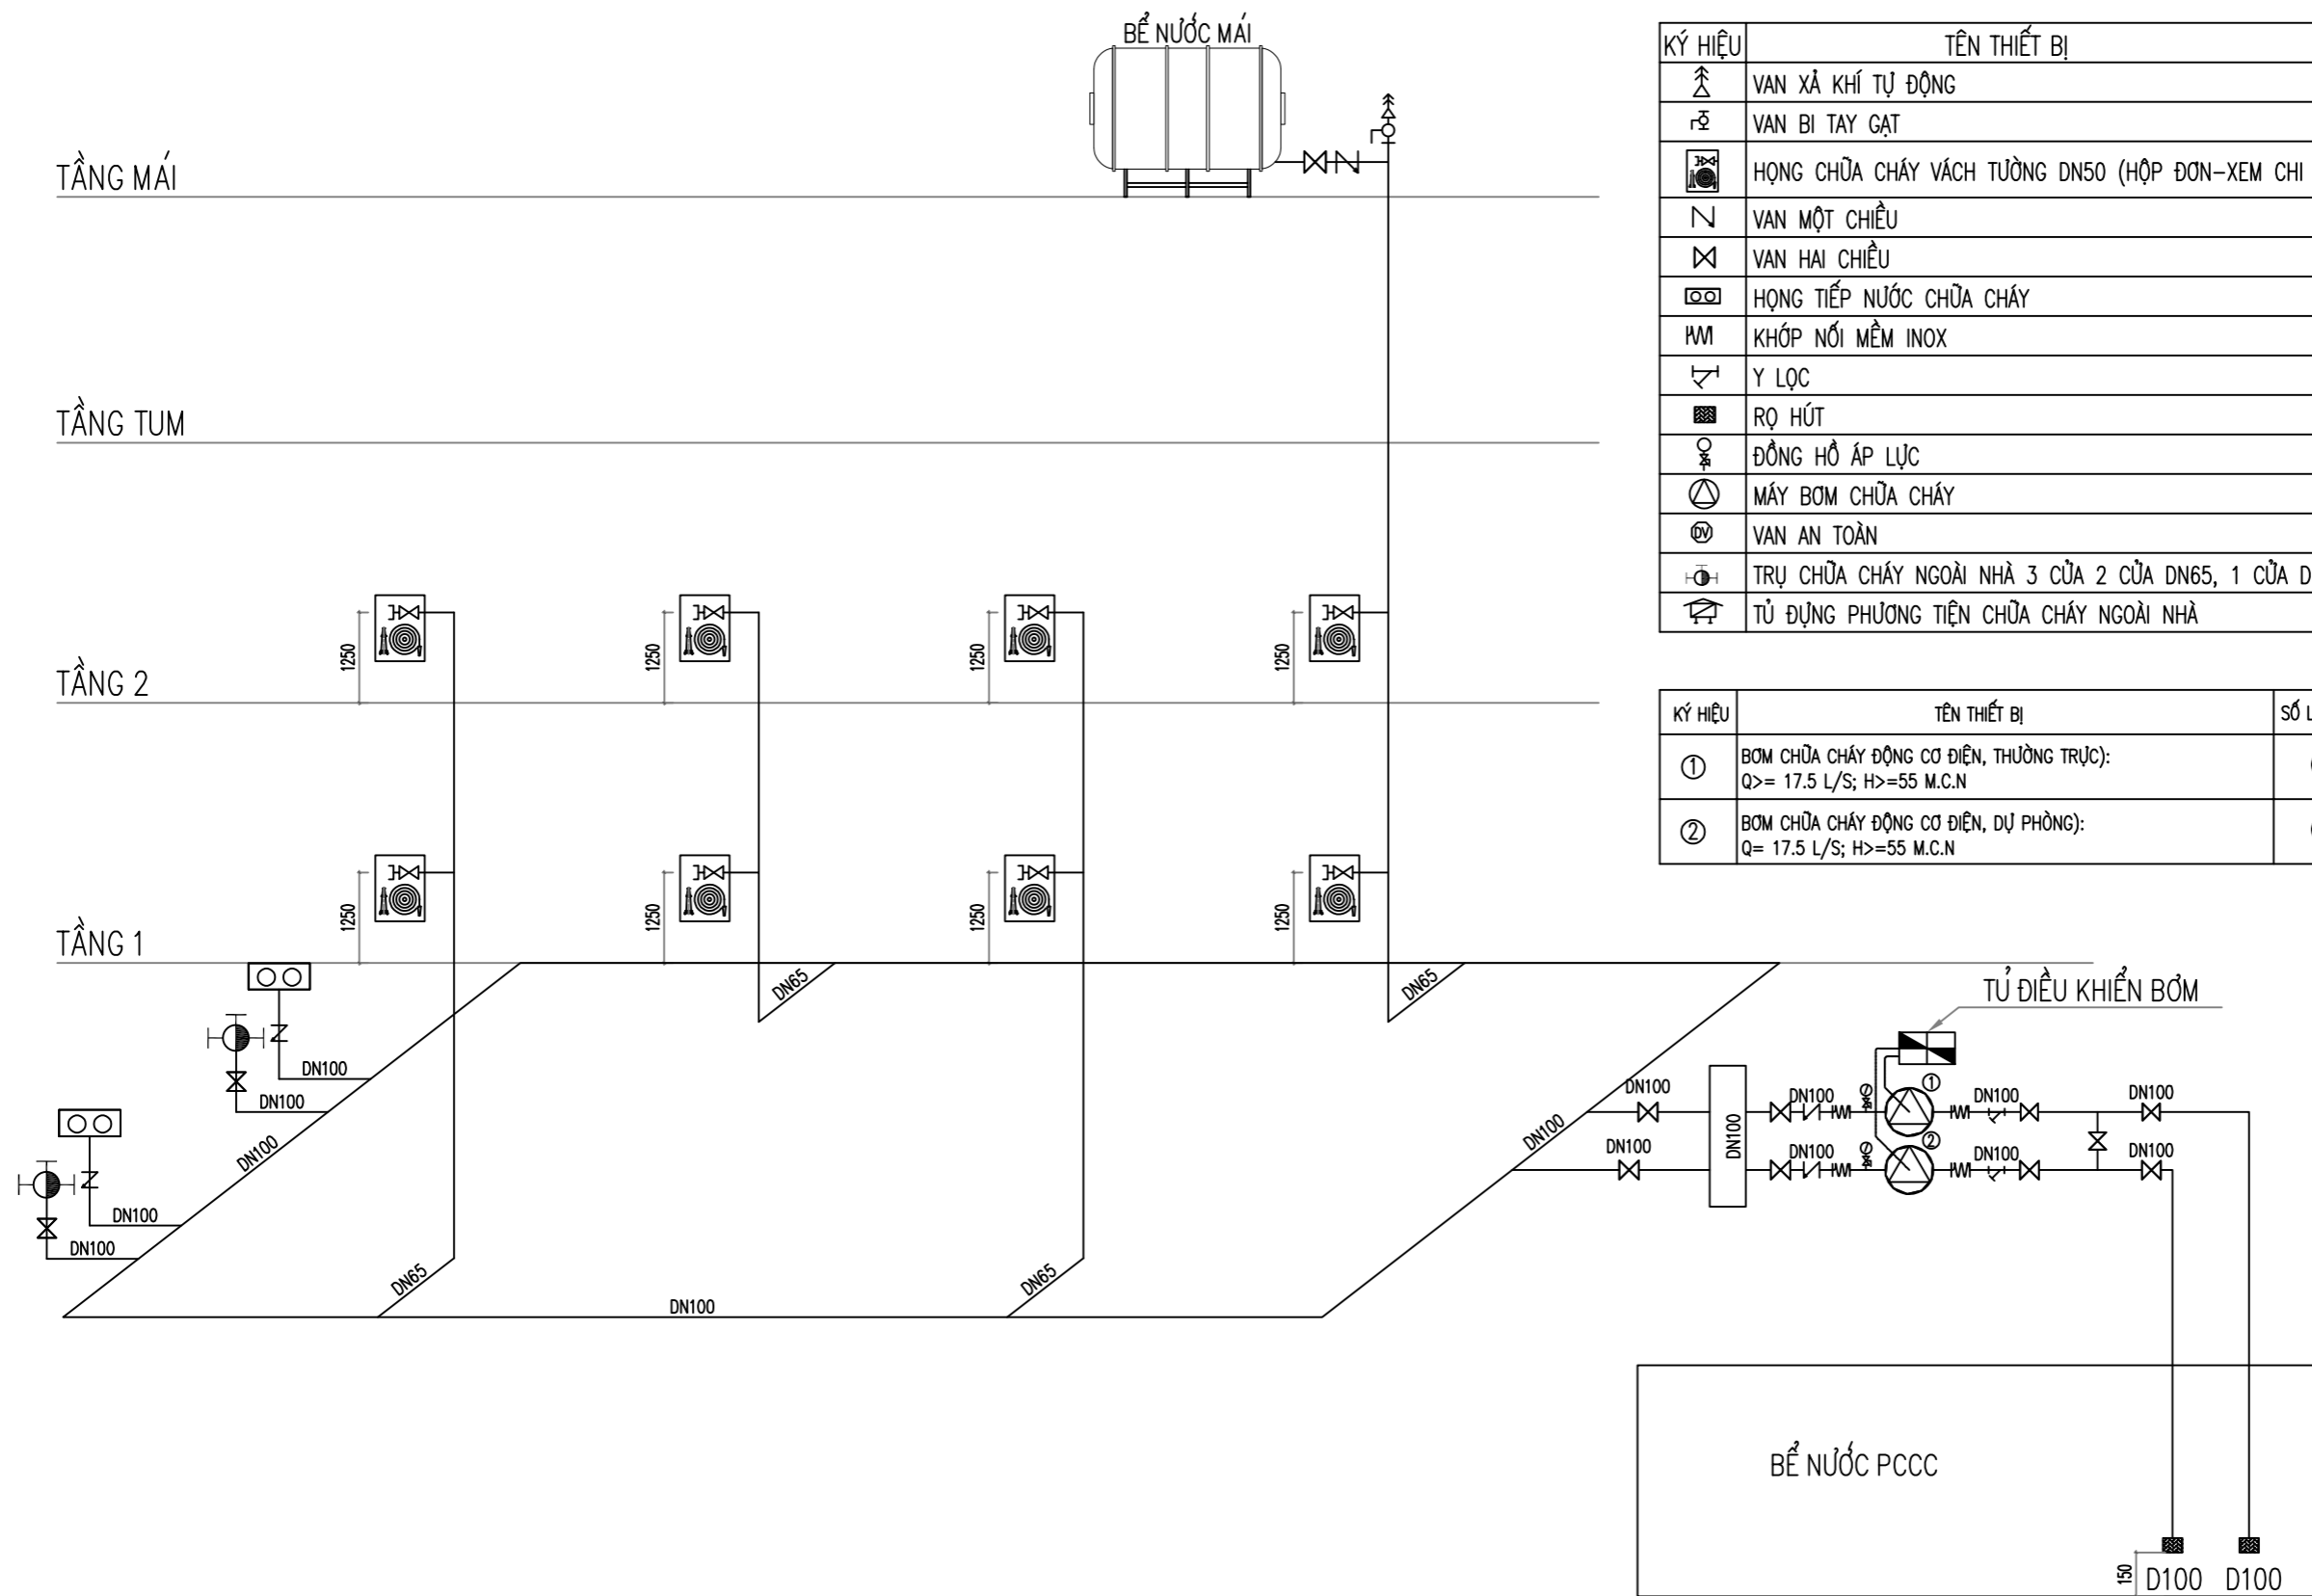 BỂ NƯỚC MÁI
TẦNG MÁI
TẦNG TUM
TẦNG 2
TẦNG 1
1250
1250
1250
1250
1250
1250
1250
1250
KÝ HIỆU TÊN THIẾT BỊ
VAN XẢ KHÍ TỰ ĐỘNG
VAN BI TAY GẠT
HỌNG CHỮA CHÁY VÁCH TƯỜNG DN50 (HỘP ĐƠN-XEM CHI
VAN MỘT CHIỀU
VAN HAI CHIỀU
HỌNG TIẾP NƯỚC CHỮA CHÁY
KHỚP NỐI MỀM INOX
Y LỌC
RỌ HÚT
ĐỒNG HỒ ÁP LỰC
MÁY BƠM CHỮA CHÁY
DV VAN AN TOÀN
TRỤ CHỮA CHÁY NGOÀI NHÀ 3 CỬA 2 CỬA DN65, 1 CỬA D
TỦ ĐỰNG PHƯƠNG TIỆN CHỮA CHÁY NGOÀI NHÀ
KÝ HIỆU TÊN THIẾT BỊ SỐ L
① BƠM CHỮA CHÁY ĐỘNG CƠ ĐIỆN, THƯỜNG TRỰC):
Q>= 17.5 L/S; H>=55 M.C.N
② BƠM CHỮA CHÁY ĐỘNG CƠ ĐIỆN, DỰ PHÒNG):
Q= 17.5 L/S; H>=55 M.C.N
DN65
DN65
DN100
DN100
DN100
DN100
DN100
DN65
DN100
DN65
DN100
TỦ ĐIỀU KHIỂN BƠM
DN100
DN100
DN100
DN100
①
DN100
DN100
DN100
②
DN100
DN100
BỂ NƯỚC PCCC
150
D100 D100